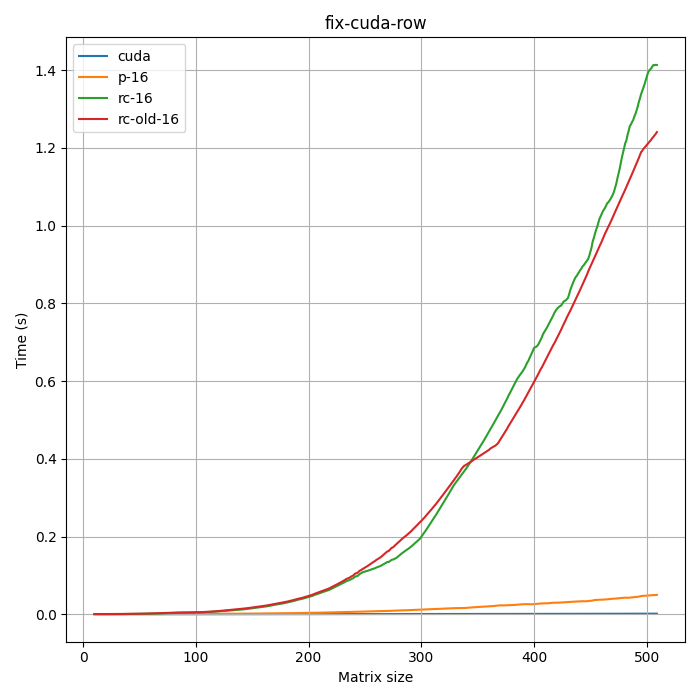 fix-cuda-row
cuda
p-16
rc-16
rc-old-16
1.4
1.2
1.0
0.8
0.6
0.4
0.2
0.0
Time (s)
0 100 200 300 400 500
Matrix size